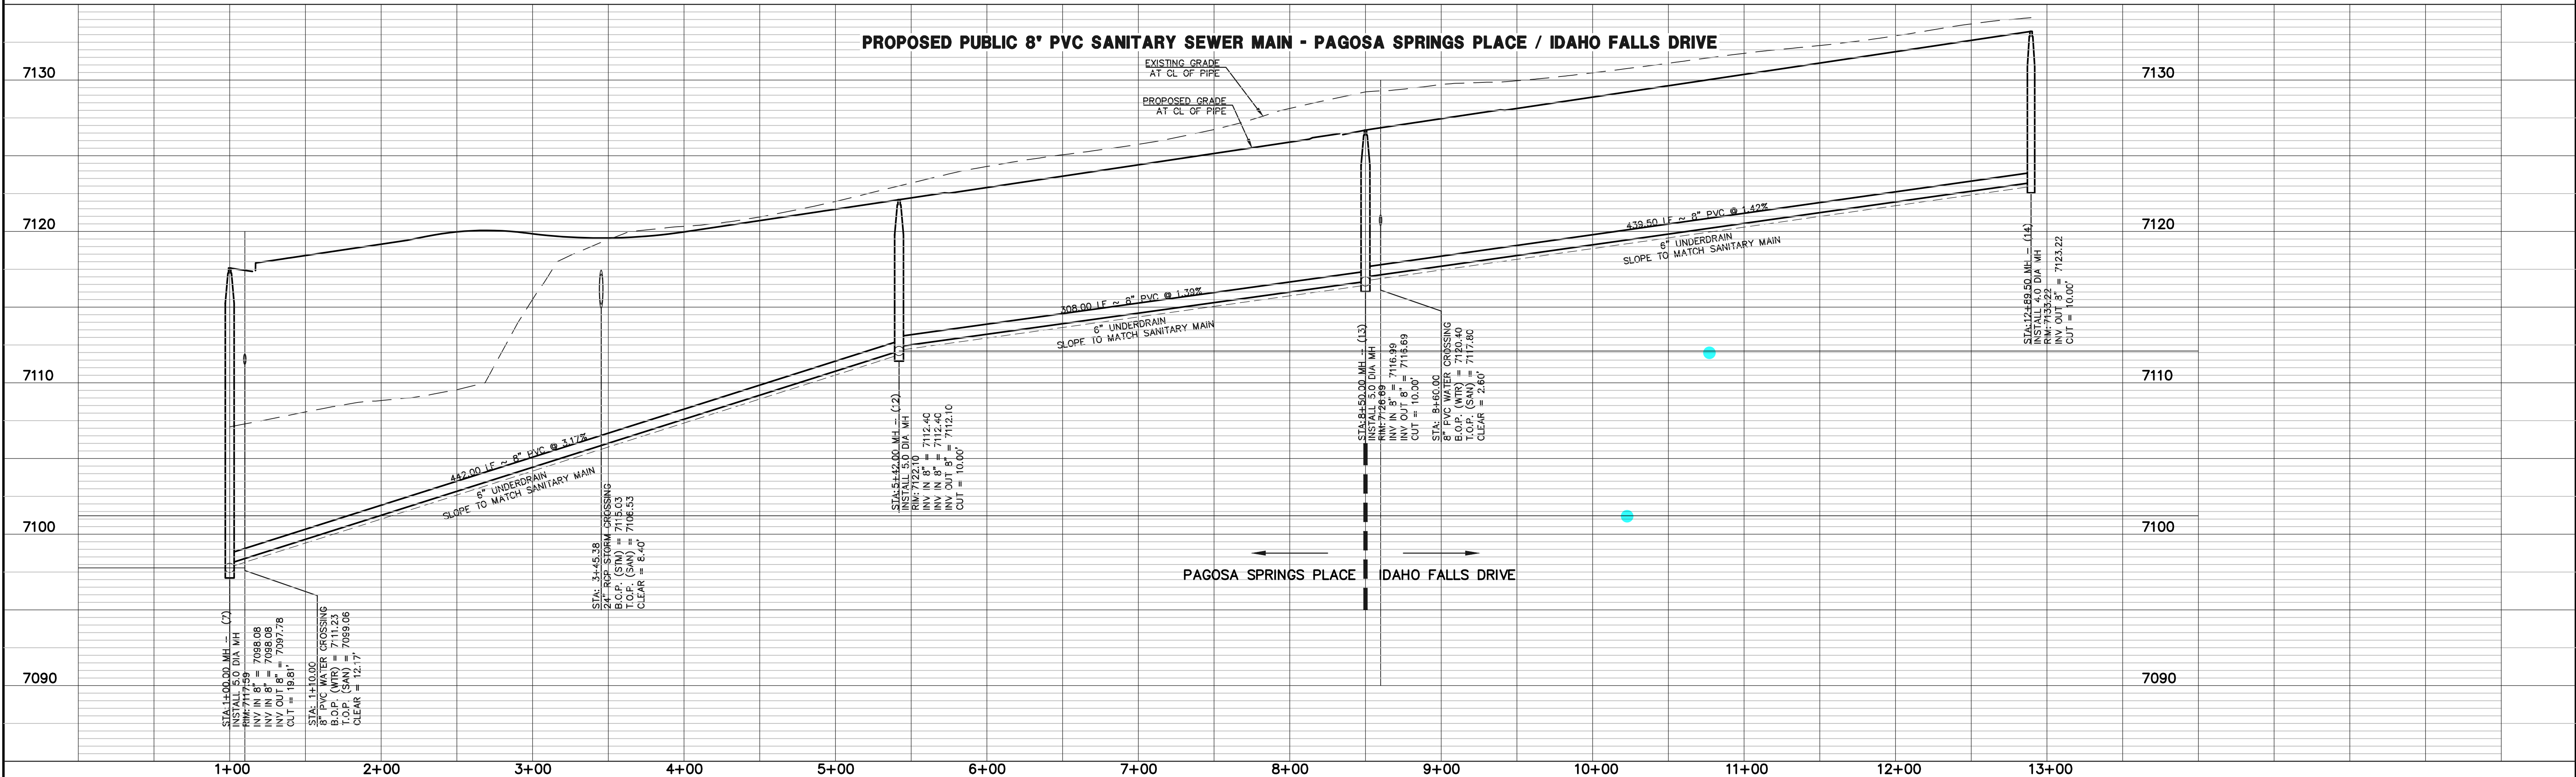 PROPOSED PUBLIC 8" PVC SANITARY SEWER MAIN - PAGOSA SPRINGS PLACE / IDAHO FALLS DRIVE
EXISTING GRADE
AT CL OF PIPE
PROPOSED GRADE
AT CL OF PIPE
7130
7130
7120
7120
7110
7110
7100
7100
7090
7090
442.00 LF ~ 8" PVC @ 3.17%
6" UNDERDRAIN
SLOPE TO MATCH SANITARY MAIN
308.00 LF ~ 8" PVC @ 1.39%
6" UNDERDRAIN
SLOPE TO MATCH SANITARY MAIN
439.50 LF ~ 8" PVC @ 1.42%
6" UNDERDRAIN
SLOPE TO MATCH SANITARY MAIN
STA:1+00.00 MH -- (7)
INSTALL 5.0 DIA MH
RIM:7117.59
INV IN 8" = 7098.08
INV IN 8" = 7098.08
INV OUT 8" = 7097.78
CUT = 19.81'
STA: 1+10.00
8" PVC WATER CROSSING
B.O.P. (WTR) = 7111.23
T.O.P. (SAN) = 7099.06
CLEAR = 12.17'
STA: 3+45.38
24" RCP STORM CROSSING
B.O.P. (STM) = 7115.03
T.O.P. (SAN) = 7106.53
CLEAR = 8.40'
STA:5+42.00 MH -- (12)
INSTALL 5.0 DIA MH
RIM:7122.10
INV IN 8" = 7112.40
INV IN 8" = 7112.40
INV OUT 8" = 7112.10
CUT = 10.00'
STA:8+50.00 MH -- (13)
INSTALL 5.0 DIA MH
RIM:7126.69
INV IN 8" = 7116.99
INV OUT 8" = 7116.69
CUT = 10.00'
STA: 8+60.00
8" PVC WATER CROSSING
B.O.P. (WTR) = 7120.40
T.O.P. (SAN) = 7117.80
CLEAR = 2.60'
STA:12+89.50 MH -- (14)
INSTALL 4.0 DIA MH
RIM:7133.22
INV OUT 8" = 7123.22
CUT = 10.00'
PAGOSA SPRINGS PLACE
IDAHO FALLS DRIVE
1+00
2+00
3+00
4+00
5+00
6+00
7+00
8+00
9+00
10+00
11+00
12+00
13+00